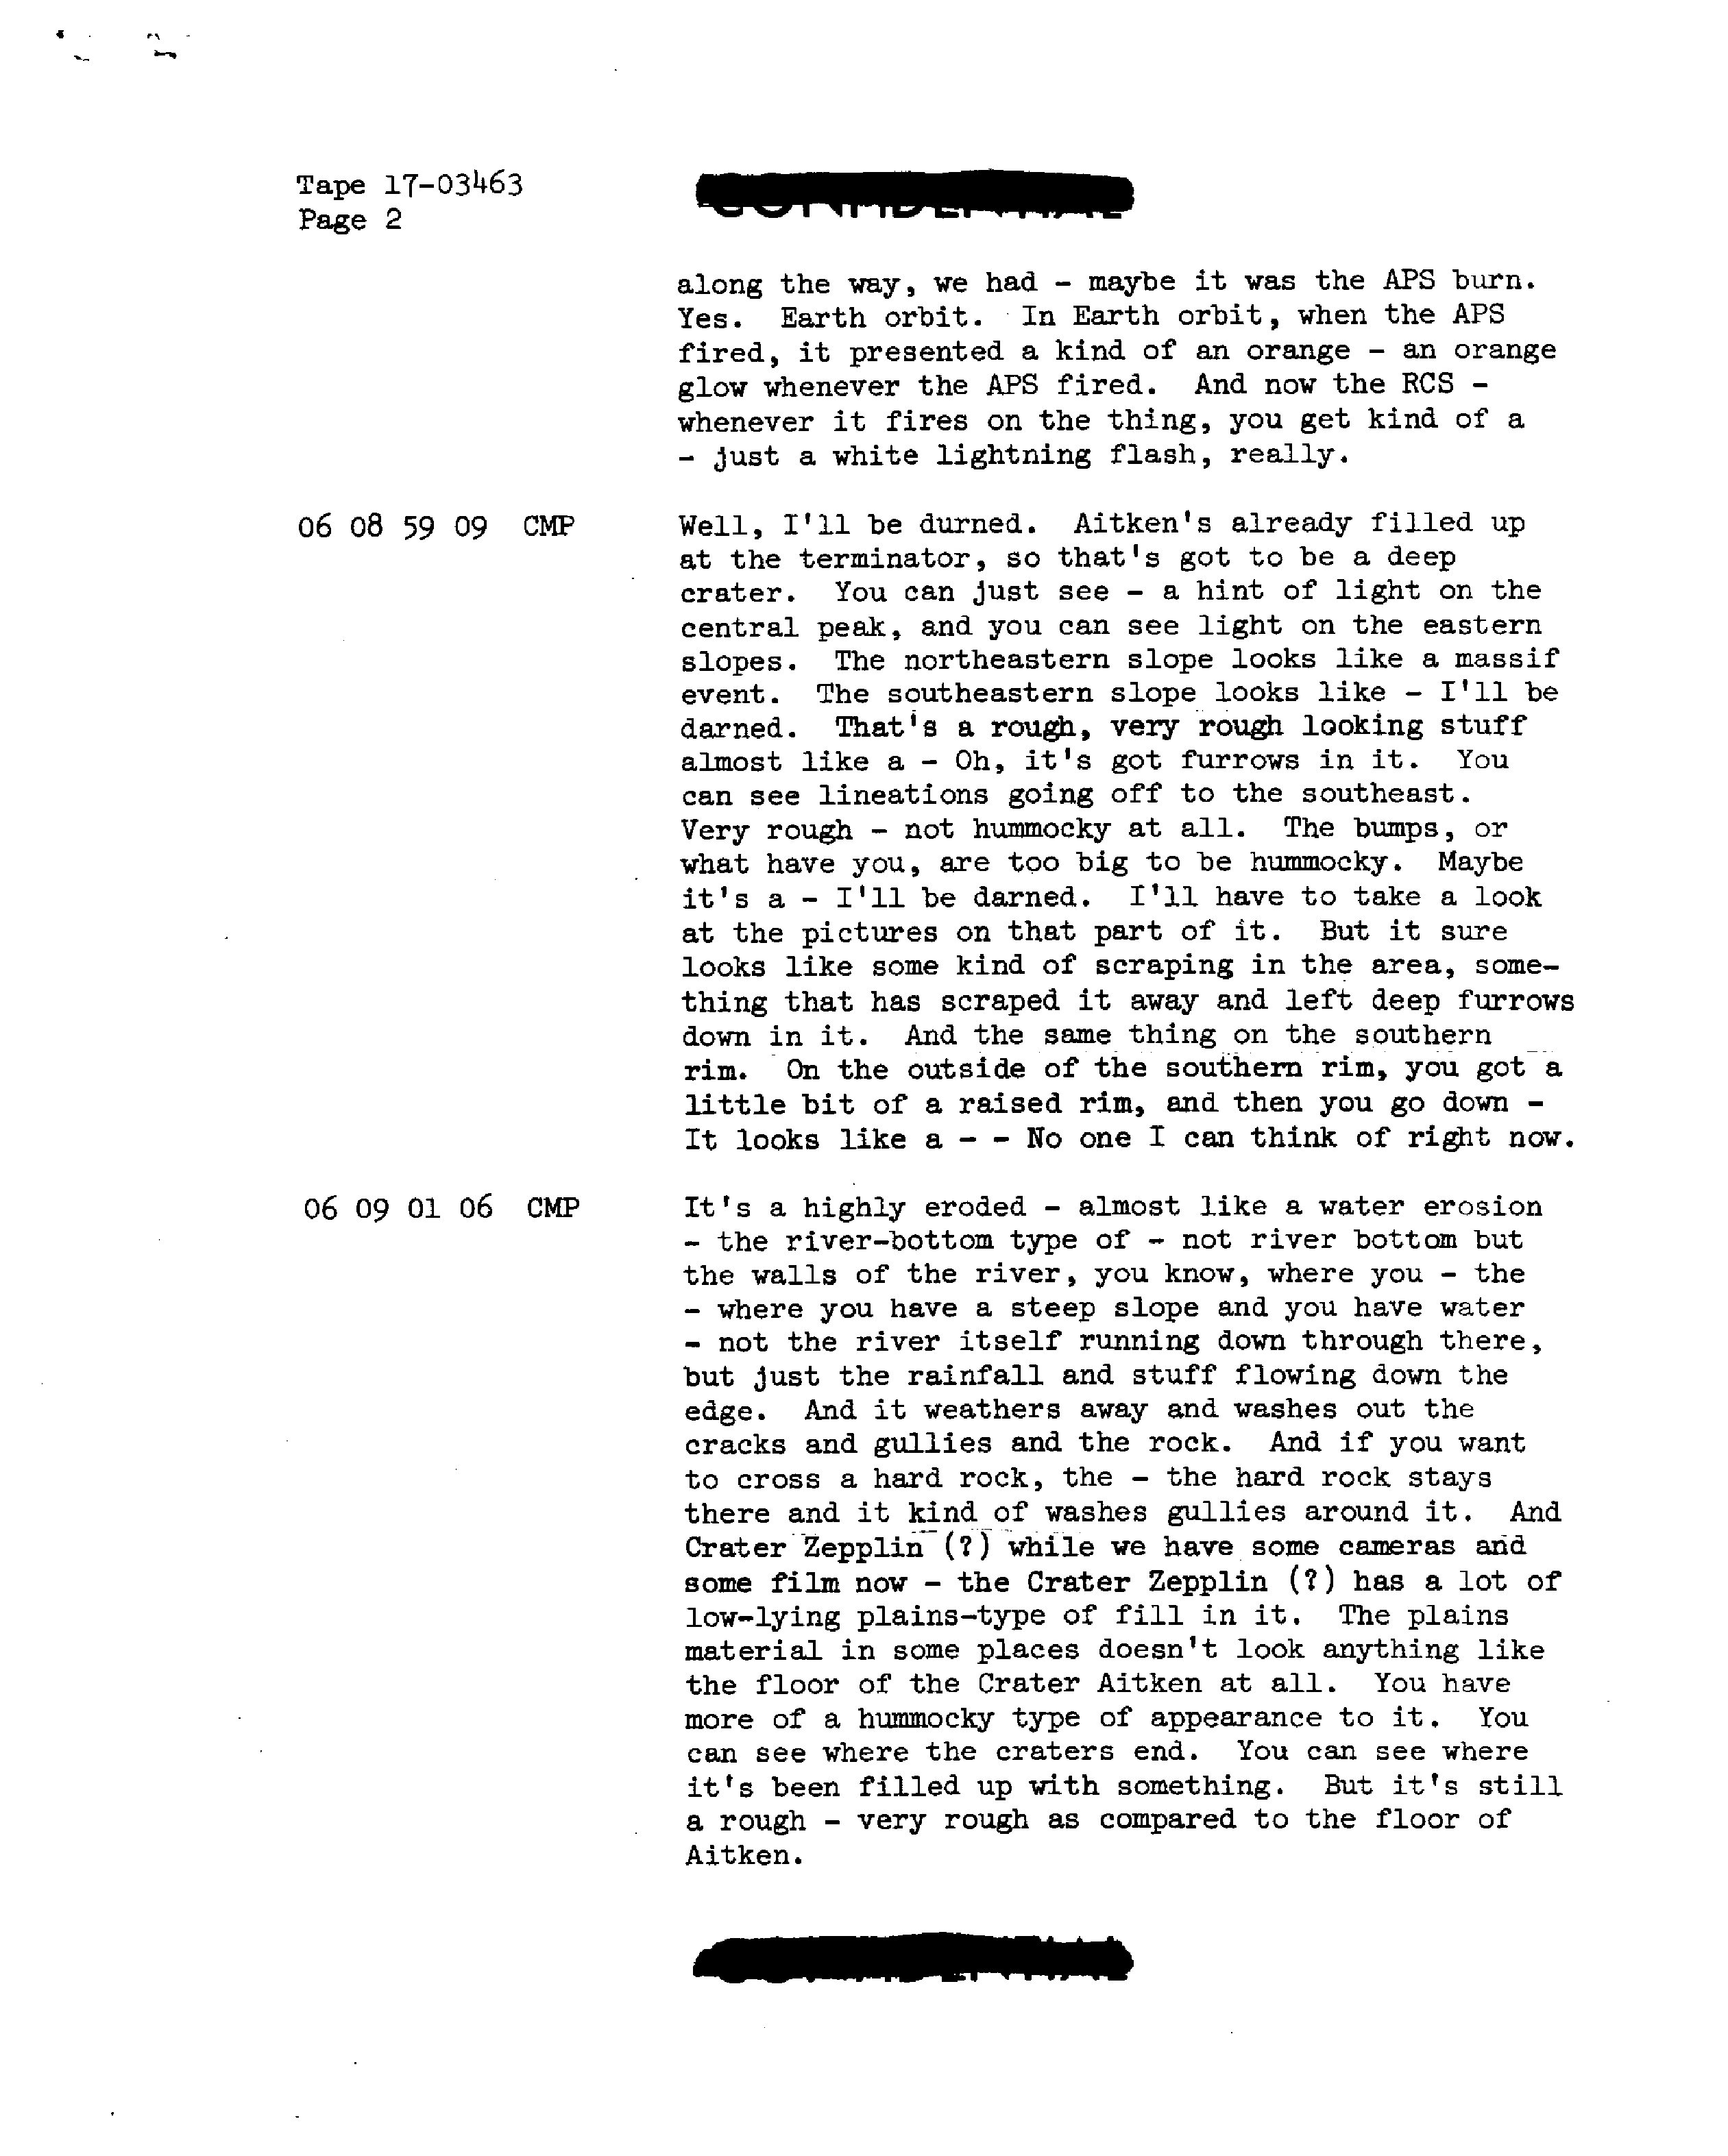 Tape 17-03463
Page 2
along the way, we had - maybe it was the APS burn.
Yes. Earth orbit. In Earth orbit, when the APS
fired, it presented a kind of an orange - an orange
glow whenever the APS fired. And now the RCS -
whenever it fires on the thing, you get kind of a
- just a white lightning flash, really.
06 08 59 09 CMP Well, I'll be durned. Aitken's already filled up
at the terminator, so that's got to be a deep
crater. You can just see - a hint of light on the
central peak, and you can see light on the eastern
slopes. The northeastern slope looks like a massif
event. The southeastern slope looks like - I'll be
darned. That's a rough, very rough looking stuff
almost like a - Oh, it's got furrows in it. You
can see lineations going off to the southeast.
Very rough - not hummocky at all. The bumps, or
what have you, are too big to be hummocky. Maybe
it's a - I'll be darned. I'll have to take a look
at the pictures on that part of it. But it sure
looks like some kind of scraping in the area, some-
thing that has scraped it away and left deep furrows
down in it. And the same thing on the southern
rim. On the outside of the southern rim, you got a
little bit of a raised rim, and then you go down -
It looks like a - - No one I can think of right now.
06 09 01 06 CMP It's a highly eroded - almost like a water erosion
- the river-bottom type of - not river bottom but
the walls of the river, you know, where you - the
- where you have a steep slope and you have water
- not the river itself running down through there,
but just the rainfall and stuff flowing down the
edge. And it weathers away and washes out the
cracks and gullies and the rock. And if you want
to cross a hard rock, the - the hard rock stays
there and it kind of washes gullies around it. And
Crater Zepplin (?) while we have some cameras and
some film now - the Crater Zepplin (?) has a lot of
low-lying plains-type of fill in it. The plains
material in some places doesn't look anything like
the floor of the Crater Aitken at all. You have
more of a hummocky type of appearance to it. You
can see where the craters end. You can see where
it's been filled up with something. But it's still
a rough - very rough as compared to the floor of
Aitken.